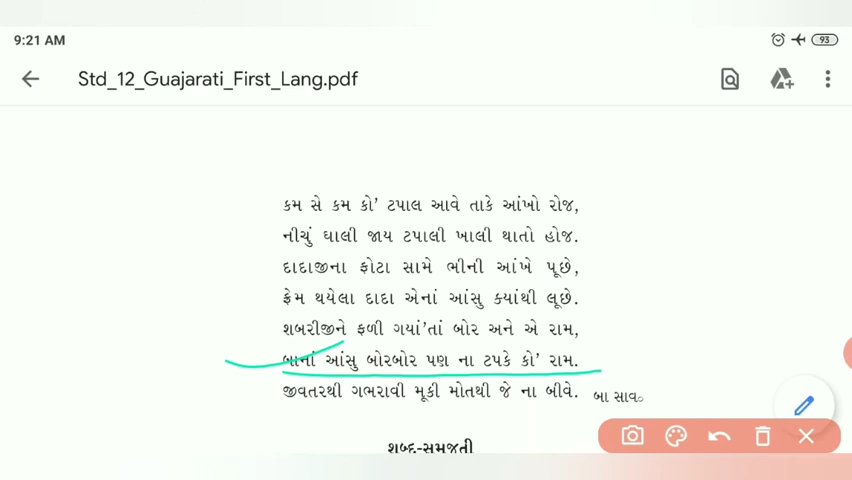 9:21 AM
93
Std_12_Guajarati_First_Lang.pdf
કમ સે કમ કો’ ટપાલ આવે તાકે આંખો રોજ,
નીચું ઘાલી જાય ટપાલી ખાલી થાતો હોજ.
દાદાજીના ફોટા સામે ભીની આંખે પૂછે,
ફ્રેમ થયેલા દાદા એનાં આંસુ ક્યાંથી લૂછે.
શબરીજીને ફળી ગયાં’તાં બોર અને એ રામ,
બાનાં આંસુ બોરબોર પણ ના ટપકે કો’ રામ.
જીવતરથી ગભરાવી મૂકી મોતથી જે ના બીવે. બા સાવ૦
શબ્દ-સમજૂતી